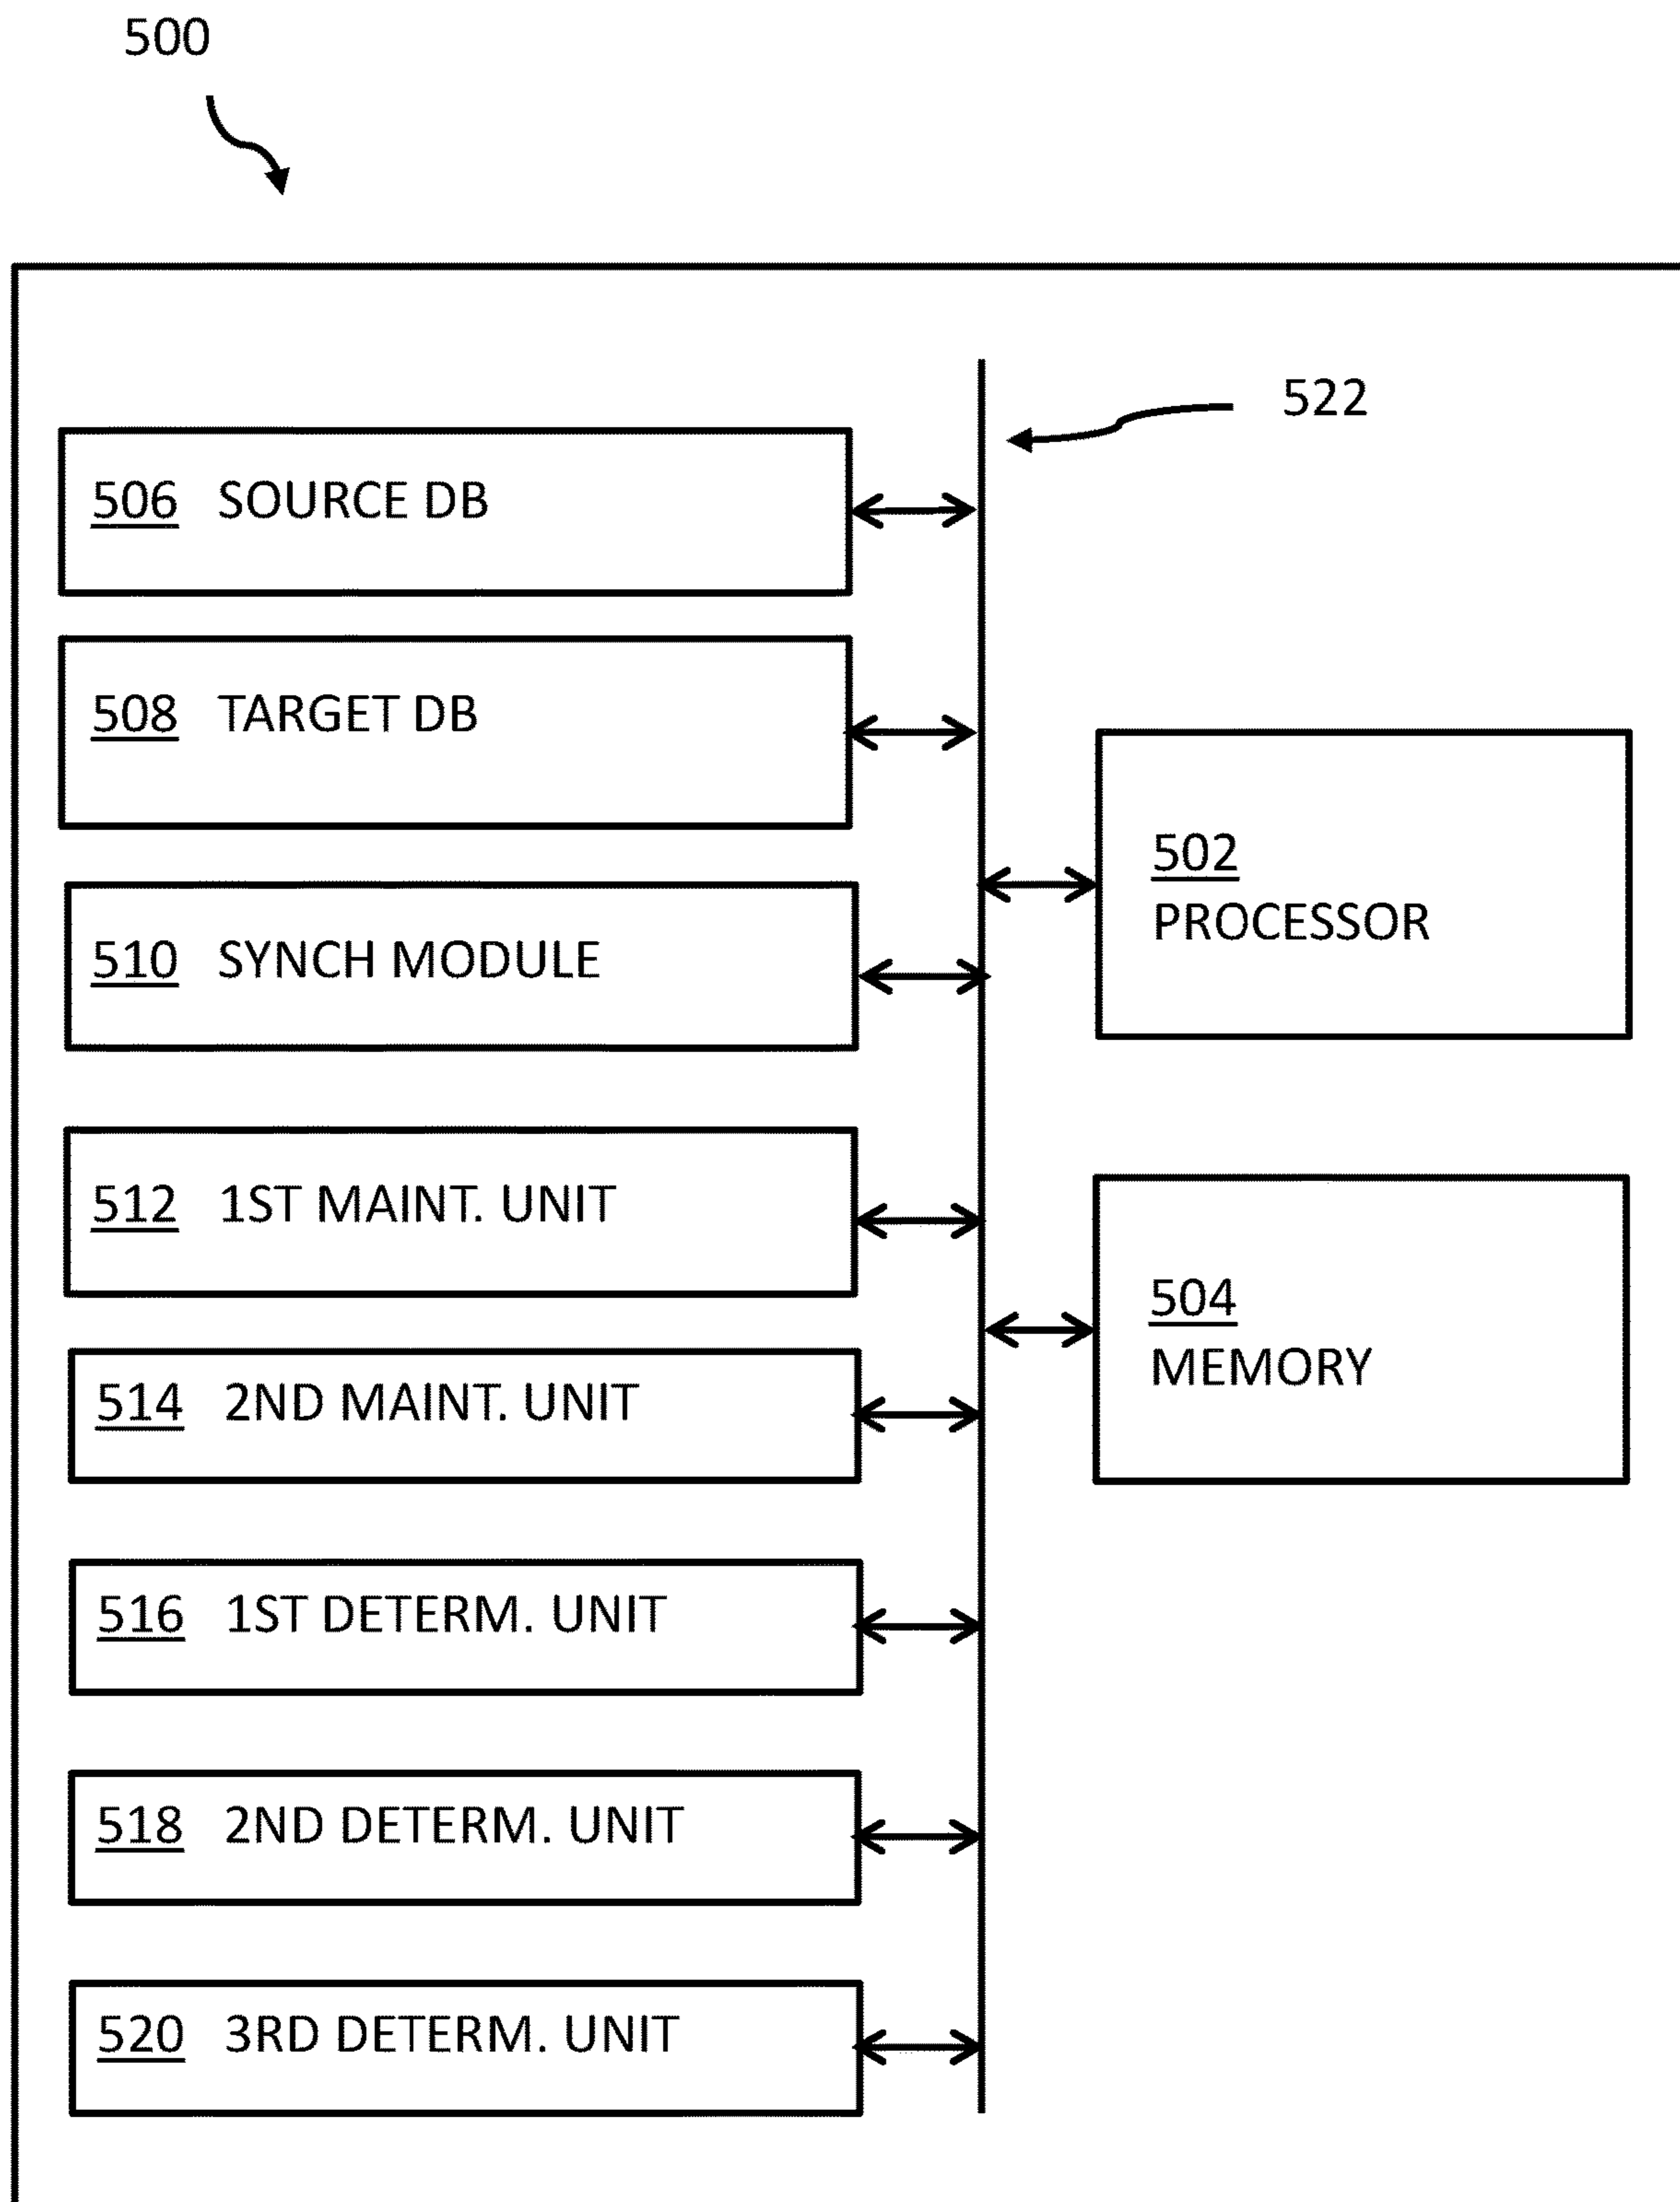 500
522
506 SOURCE DB
508 TARGET DB
510 SYNCH MODULE
512 1ST MAINT. UNIT
514 2ND MAINT. UNIT
516 1ST DETERM. UNIT
518 2ND DETERM. UNIT
520 3RD DETERM. UNIT
502
PROCESSOR
504
MEMORY